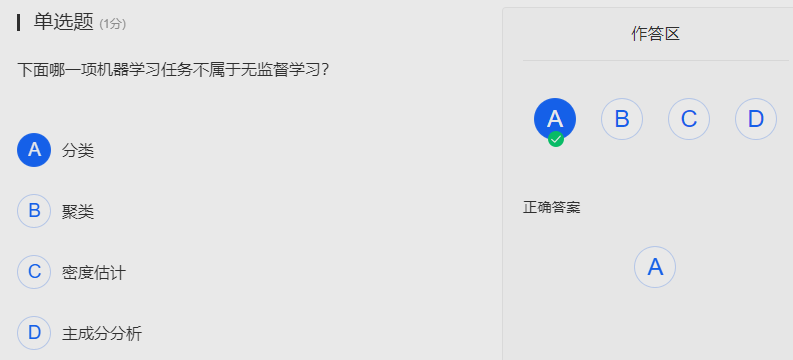 单选题 (1分)
下面哪一项机器学习任务不属于无监督学习?
A 分类
B 聚类
C 密度估计
D 主成分分析
作答区
A B C D
正确答案
A